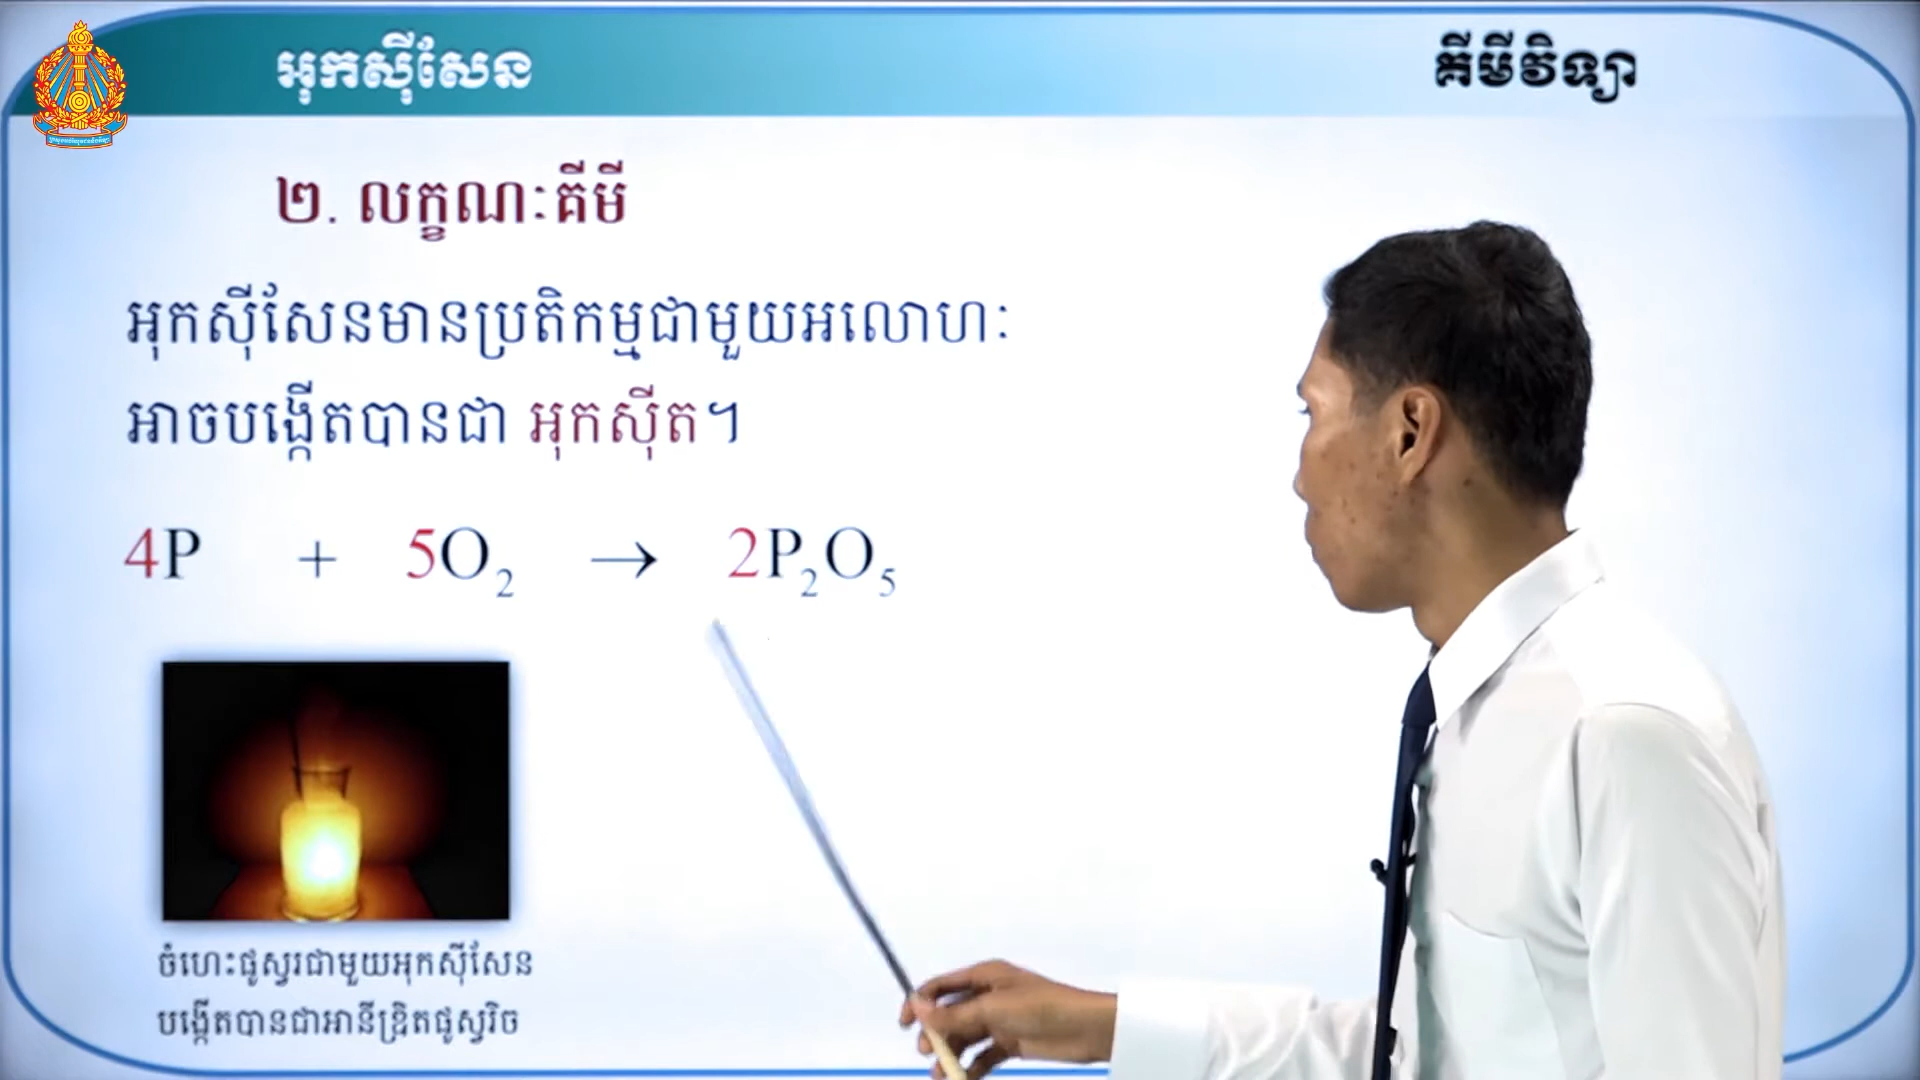 អុកស៊ីសែន
គីមីវិទ្យា
២. លក្ខណៈគីមី
អុកស៊ីសែនមានប្រតិកម្មជាមួយអលោហៈ
អាចបង្កើតបានជា អុកស៊ីត។
4P + 5O₂ → 2P₂O₅
ចំហេះផូស្វរជាមួយអុកស៊ីសែន
បង្កើតបានជាអានីឌ្រិតផូស្វរិច